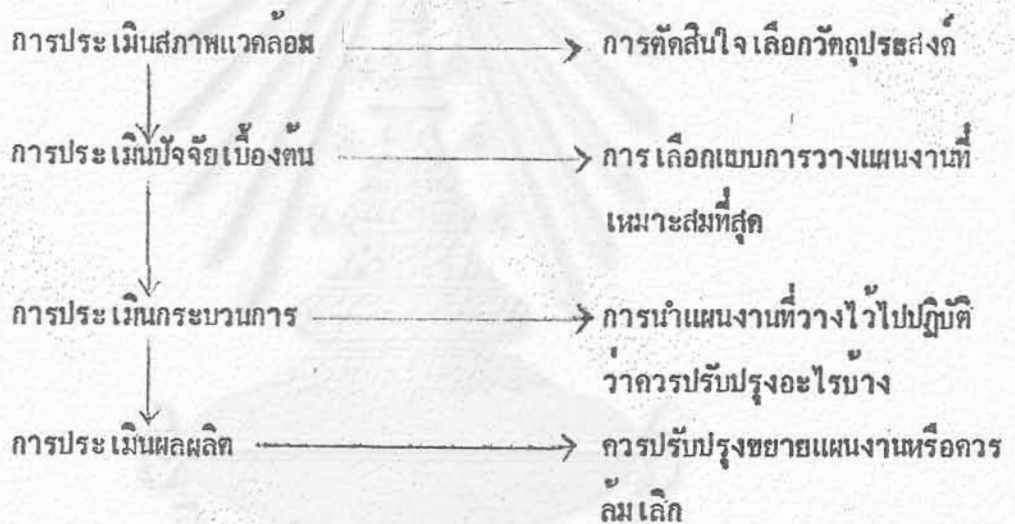 การประเมินสภาพแวดล้อม การตัดสินใจเลือกวัตถุประสงค์
การประเมินปัจจัยเบื้องต้น การเลือกแบบการวางแผนงานที่
เหมาะสมที่สุด
การประเมินกระบวนการ การนำแผนงานที่วางไว้ไปปฏิบัติ
ว่าควรปรับปรุงอะไรบ้าง
การประเมินผลผลิต ควรปรับปรุงขยายแผนงานหรือควร
ล้มเลิก